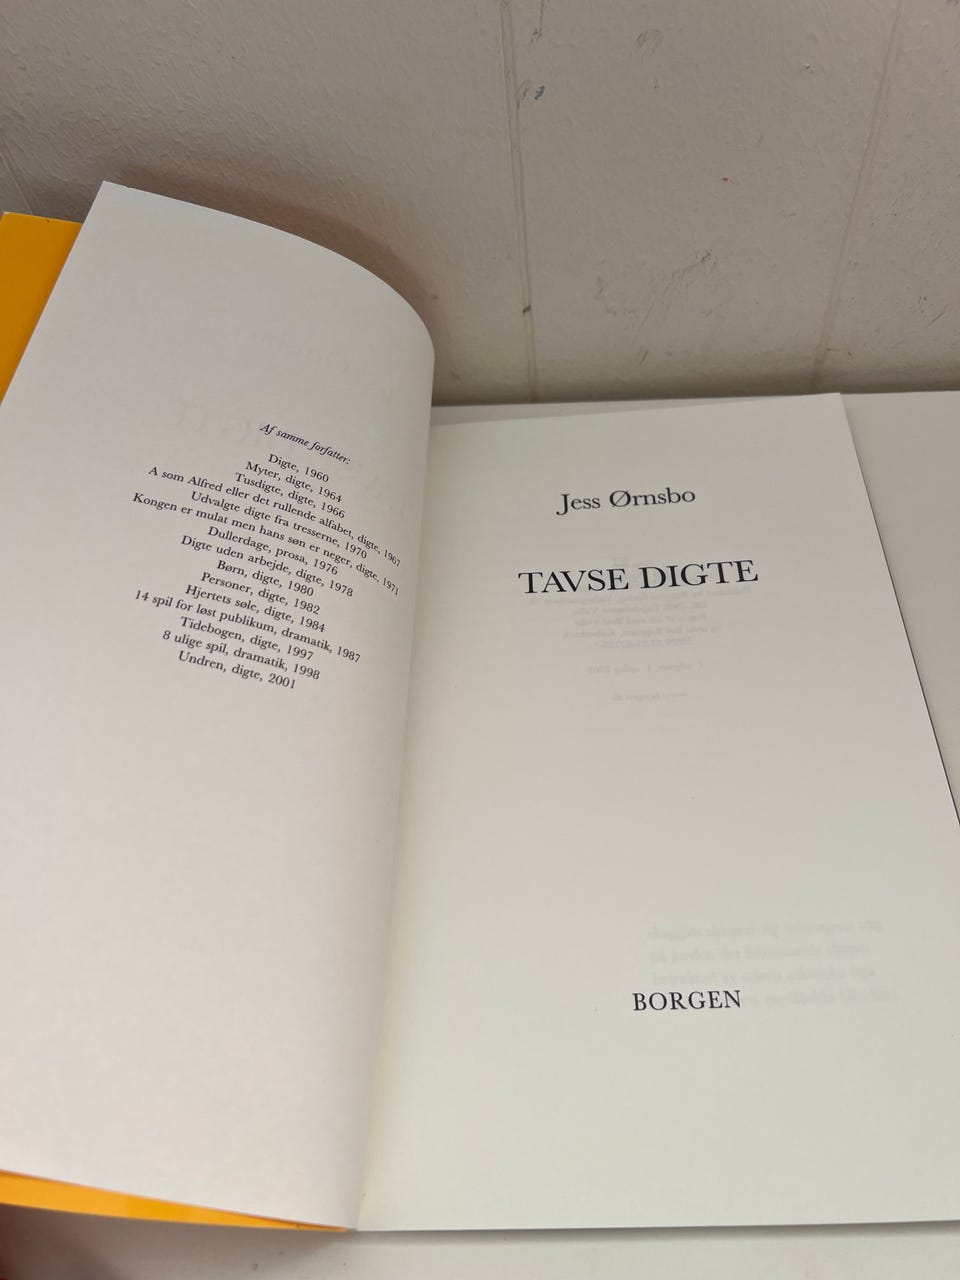 Af samme forfatter:
Digte, 1960
Myter, digte, 1964
Tusdigte, digte, 1966
A som Alfred eller det rullende alfabet, digte, 1967
Udvalgte digte fra tresserne, 1970
Kongen er mulat men hans søn er neger, digte, 1971
Dullerdage, prosa, 1976
Digte uden arbejde, digte, 1978
Børn, digte, 1980
Personer, digte, 1982
Hjertets søle, digte, 1984
14 spil for løst publikum, dramatik, 1987
Tidebogen, digte, 1997
8 ulige spil, dramatik, 1998
Undren, digte, 2001
Jess Ørnsbo
TAVSE DIGTE
BORGEN